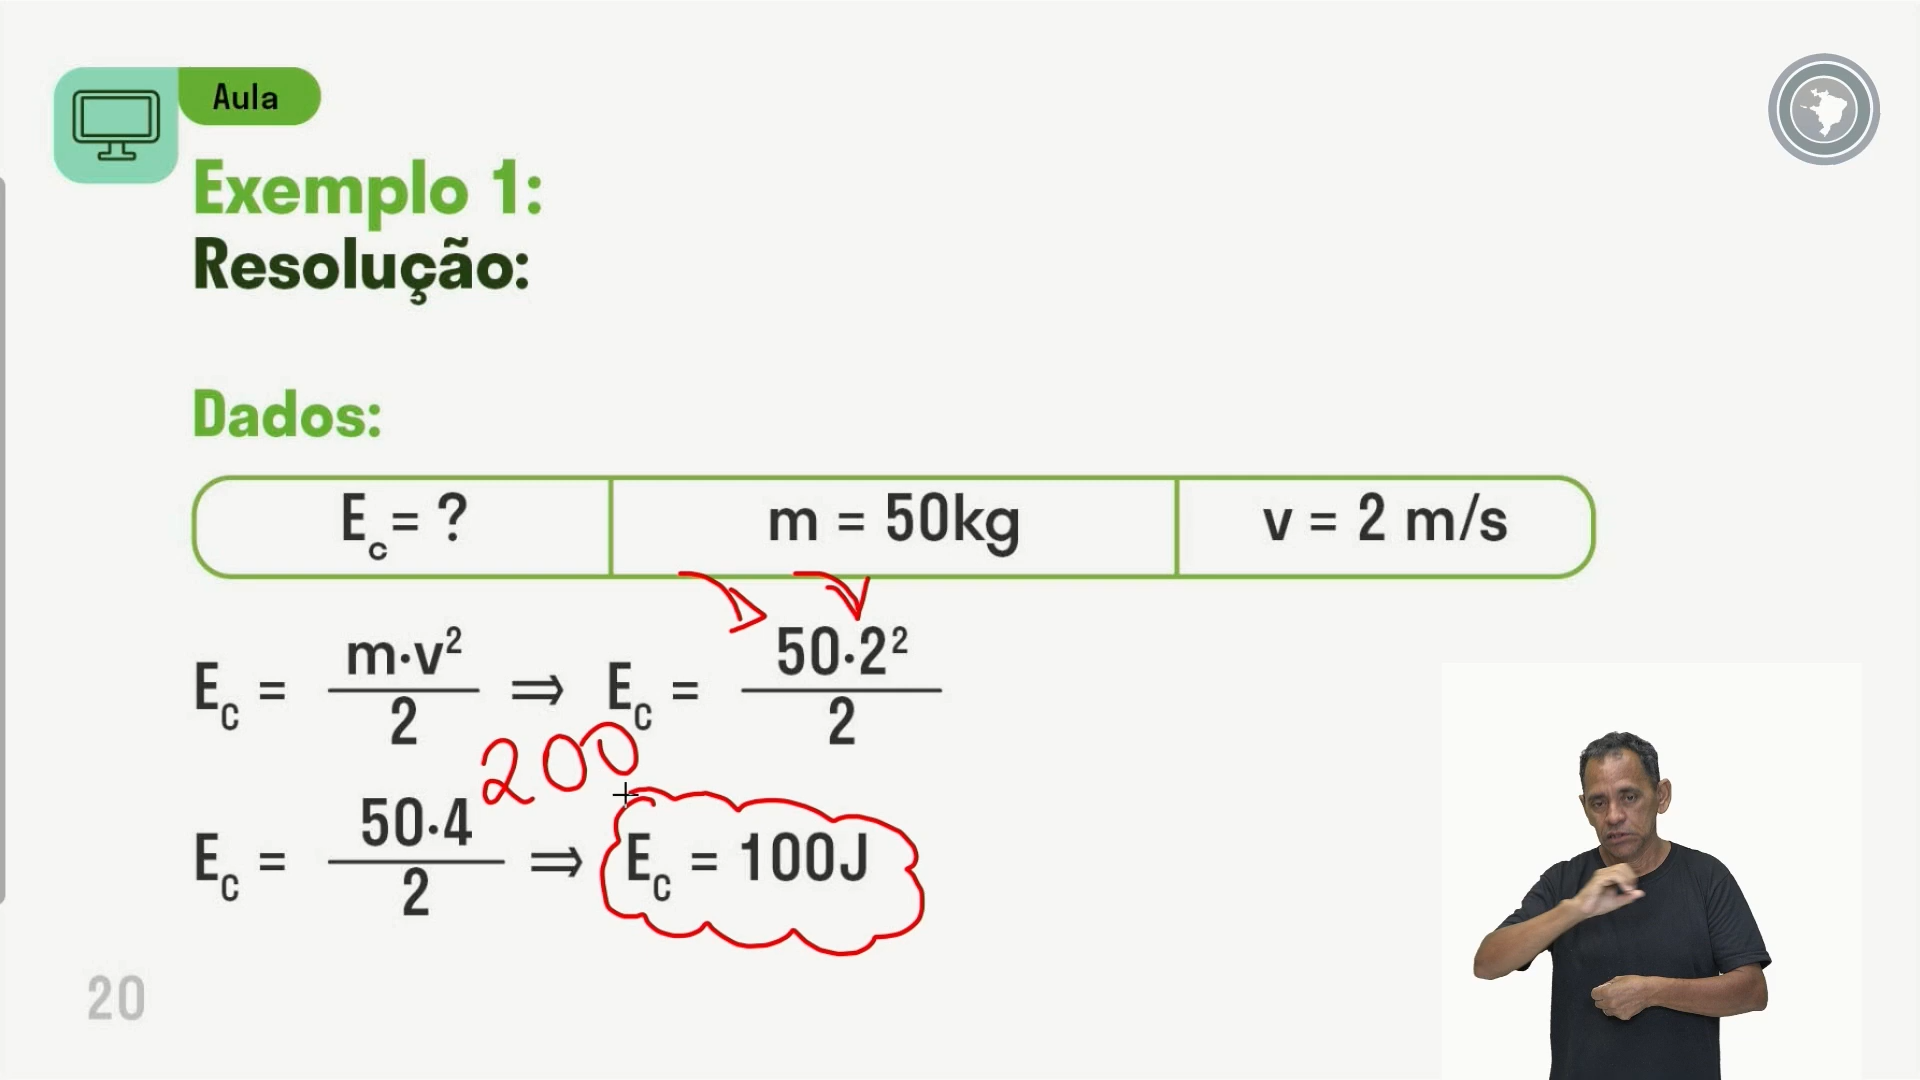 Aula
Exemplo 1:
Resolução:
Dados:
E_c = ? m = 50kg v = 2 m/s
E_C = m·v²/2 ⇒ E_C = 50·2²/2
200
E_C = 50·4/2 ⇒ E_C = 100J
20